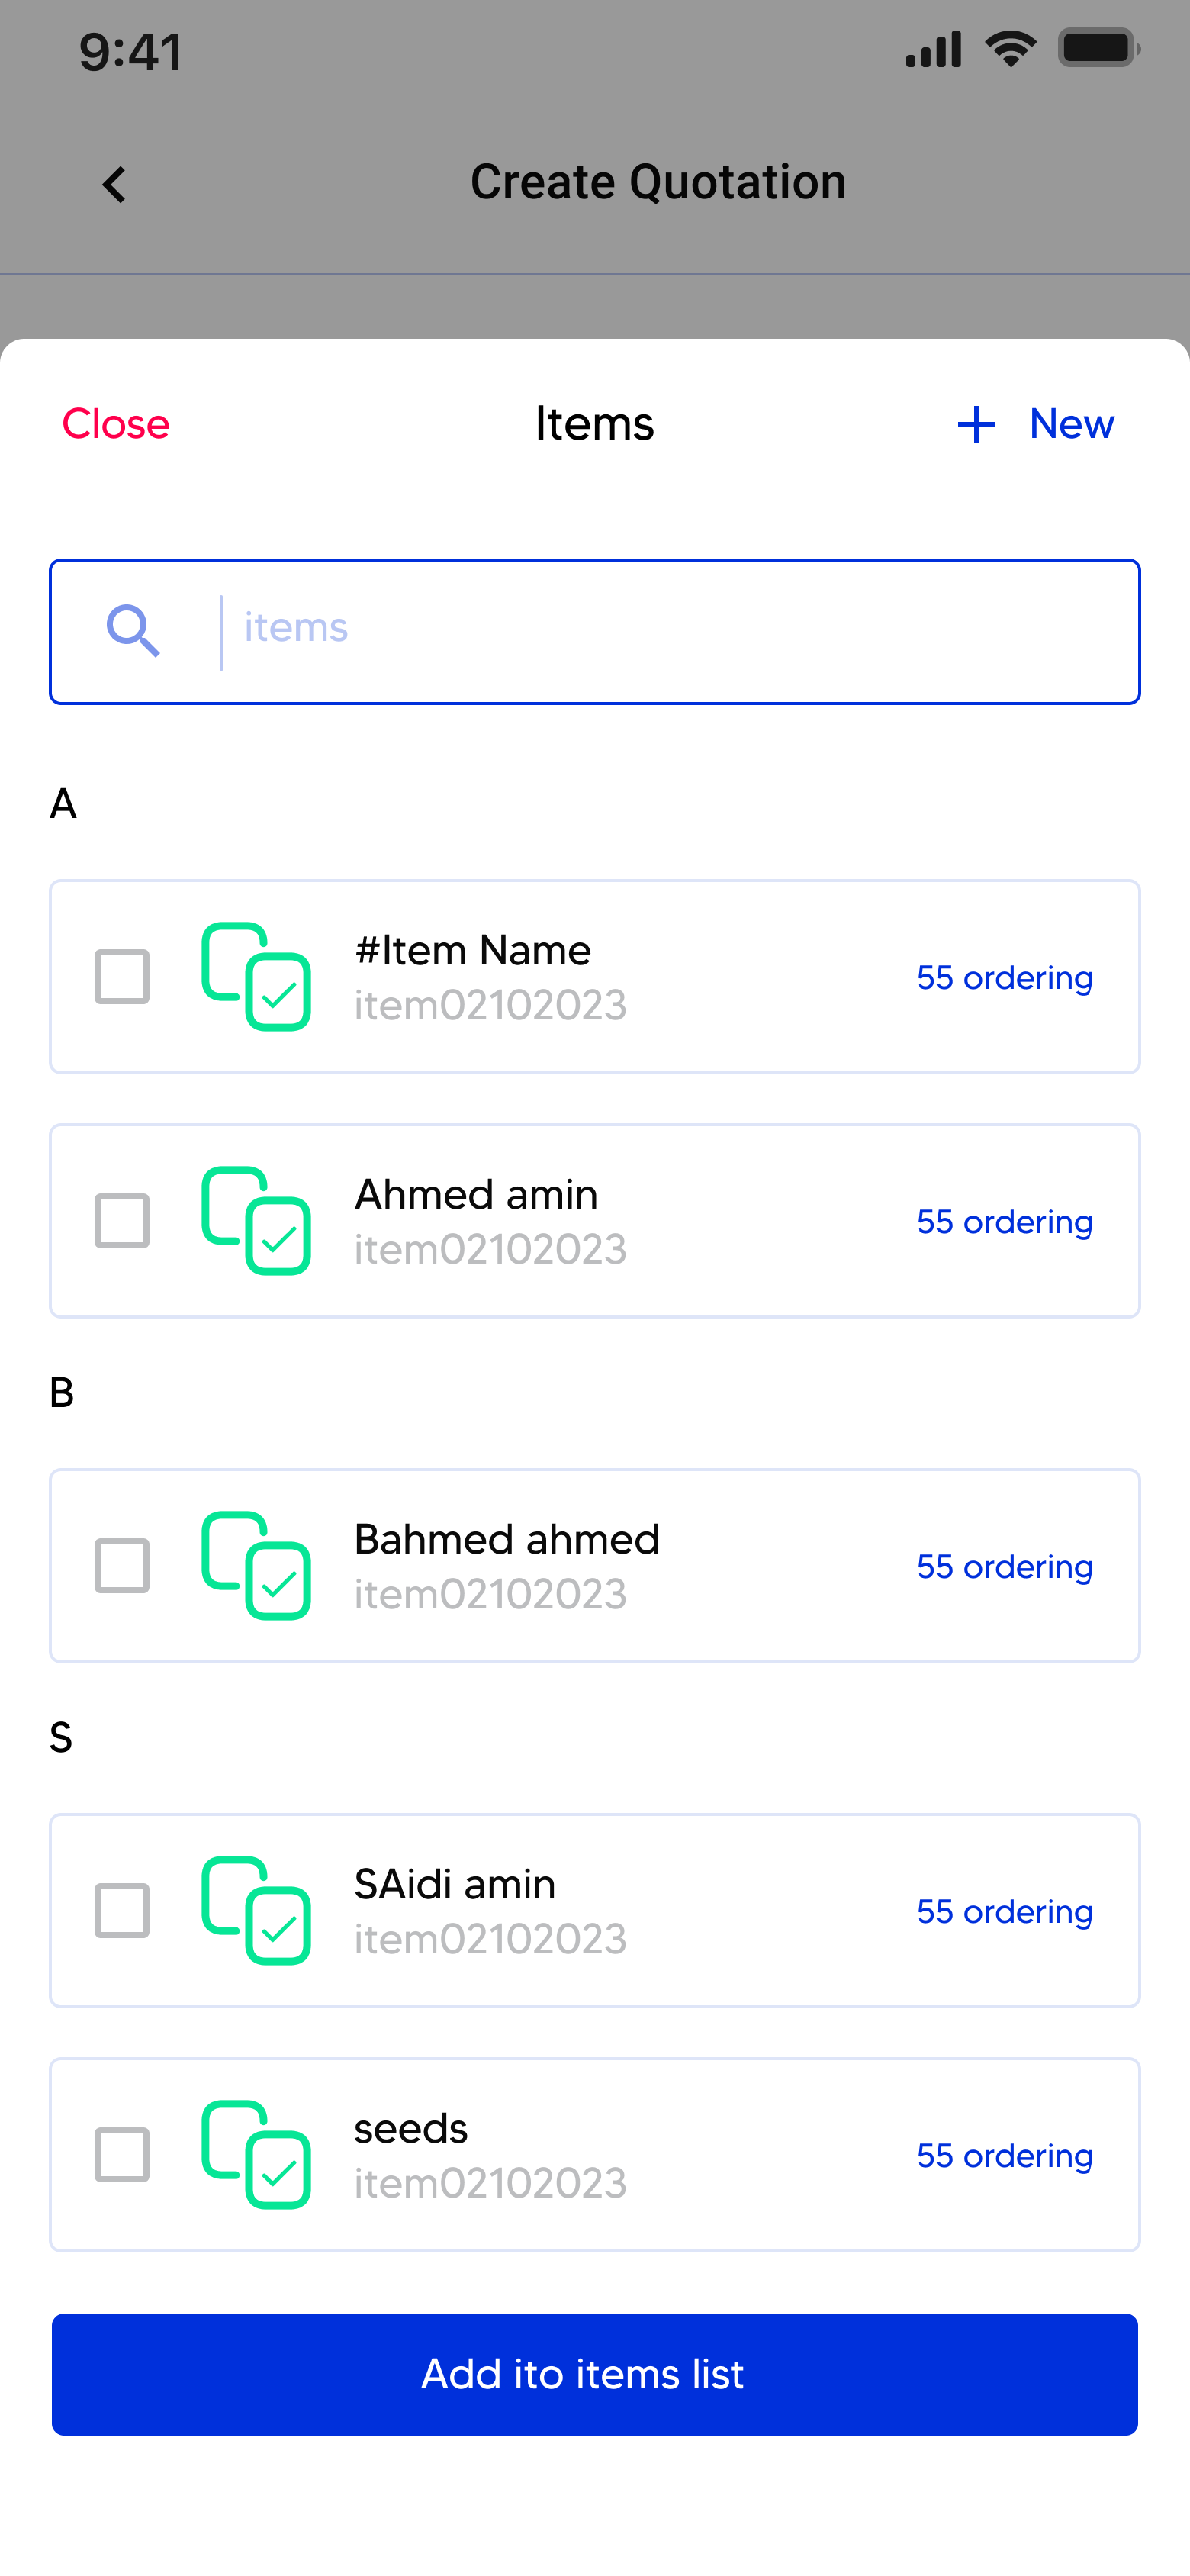 9:41
Create Quotation
Close
Items
New
items
A
#Item Name
item02102023
55 ordering
Ahmed amin
item02102023
55 ordering
B
Bahmed ahmed
item02102023
55 ordering
S
SAidi amin
item02102023
55 ordering
seeds
item02102023
55 ordering
Add ito items list